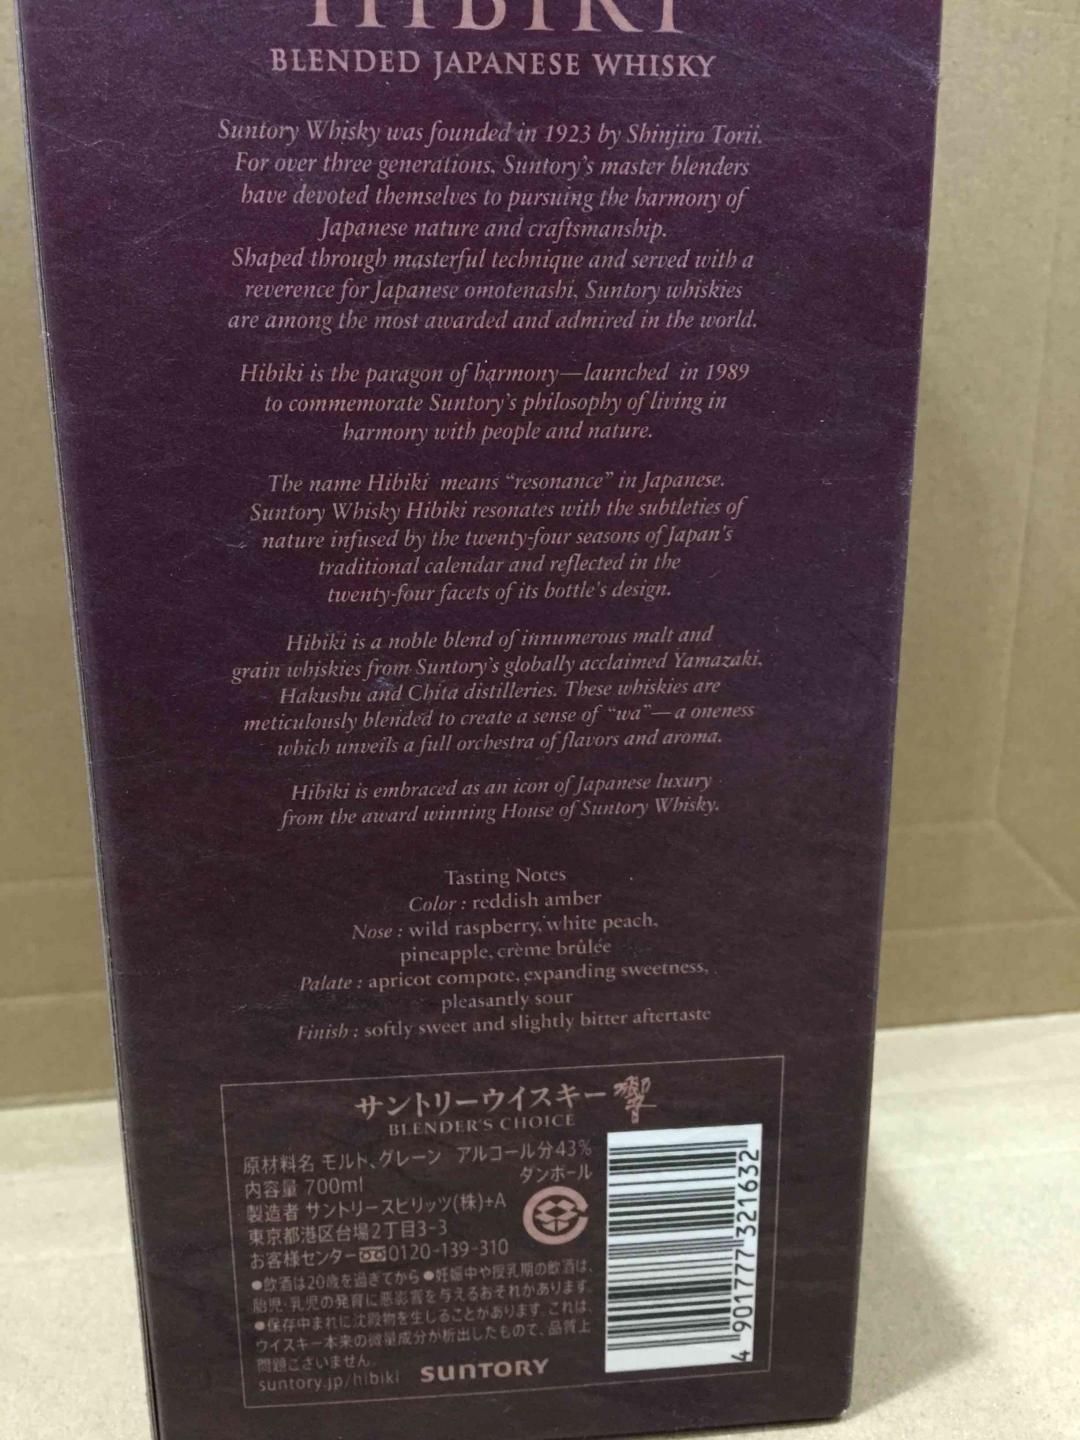 HIBIKI
BLENDED JAPANESE WHISKY
Suntory Whisky was founded in 1923 by Shinjiro Torii.
For over three generations, Suntory's master blenders
have devoted themselves to pursuing the harmony of
Japanese nature and craftsmanship.
Shaped through masterful technique and served with a
reverence for Japanese omotenashi, Suntory whiskies
are among the most awarded and admired in the world.
Hibiki is the paragon of harmony—launched in 1989
to commemorate Suntory's philosophy of living in
harmony with people and nature.
The name Hibiki means “resonance” in Japanese.
Suntory Whisky Hibiki resonates with the subtleties of
nature infused by the twenty-four seasons of Japan's
traditional calendar and reflected in the
twenty-four facets of its bottle's design.
Hibiki is a noble blend of innumerous malt and
grain whiskies from Suntory's globally acclaimed Yamazaki,
Hakushu and Chita distilleries. These whiskies are
meticulously blended to create a sense of “wa”—a oneness
which unveils a full orchestra of flavors and aroma.
Hibiki is embraced as an icon of Japanese luxury
from the award winning House of Suntory Whisky.
Tasting Notes
Color : reddish amber
Nose : wild raspberry, white peach,
pineapple, crème brûlée
Palate : apricot compote, expanding sweetness,
pleasantly sour
Finish : softly sweet and slightly bitter aftertaste
サントリーウイスキー 響
BLENDER'S CHOICE
原材料名 モルト、グレーン アルコール分43%
内容量 700ml ダンボール
製造者 サントリースピリッツ(株)+A
東京都港区台場2丁目3-3
お客様センター 0120-139-310
●飲酒は20歳を過ぎてから ●妊娠中や授乳期の飲酒は、
胎児・乳児の発育に悪影響を与えるおそれがあります。
●保存中まれに沈殿物を生じることがあります。これは、
ウイスキー本来の微量成分が析出したもので、品質上
問題ございません。
suntory.jp/hibiki SUNTORY
4 901777 321632